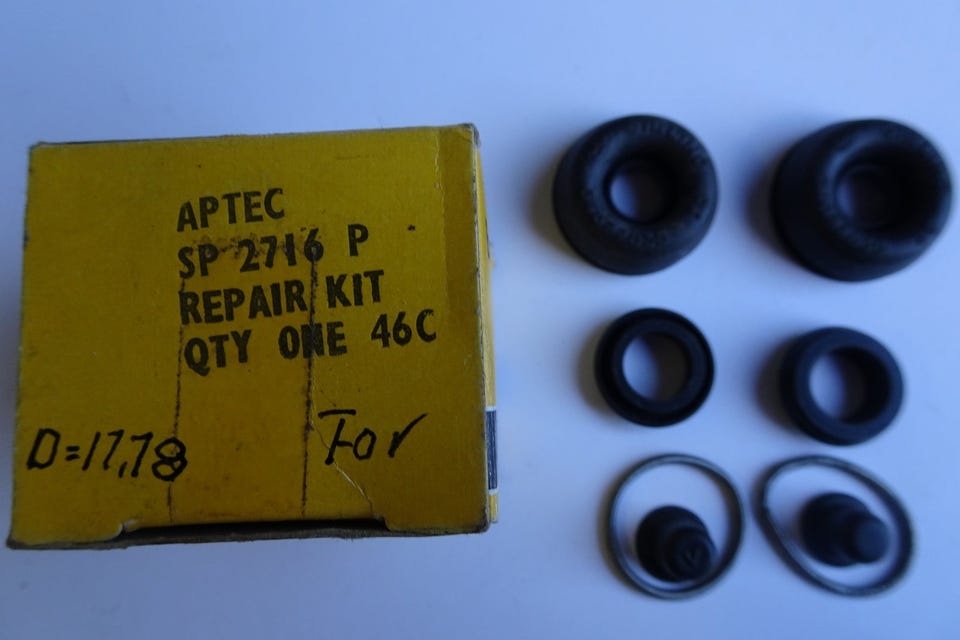 APTEC
SP 2716 P
REPAIR KIT
QTY ONE 46C
D=17,78 For